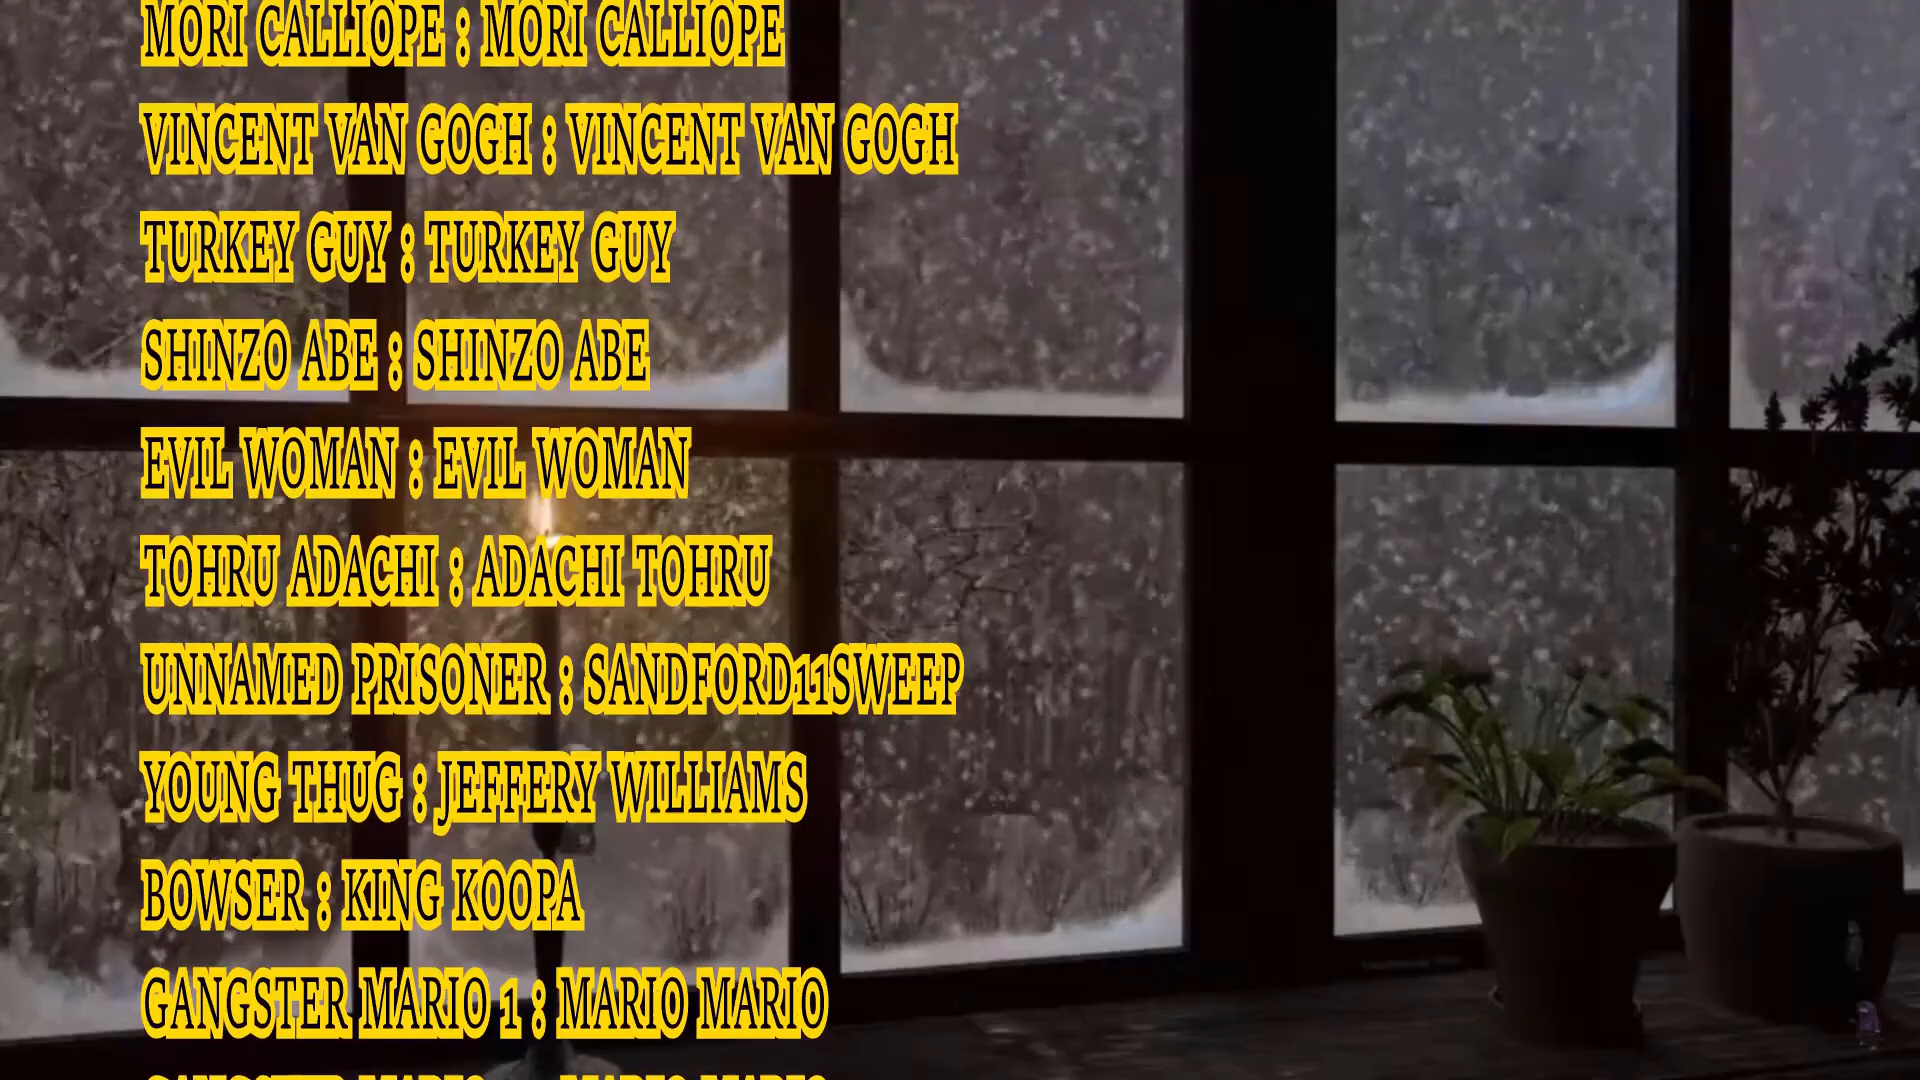 MORI CALLIOPE : MORI CALLIOPE
VINCENT VAN GOGH : VINCENT VAN GOGH
TURKEY GUY : TURKEY GUY
SHINZO ABE : SHINZO ABE
EVIL WOMAN : EVIL WOMAN
TOHRU ADACHI : ADACHI TOHRU
UNNAMED PRISONER : SANDFORD11SWEEP
YOUNG THUG : JEFFERY WILLIAMS
BOWSER : KING KOOPA
GANGSTER MARIO 1 : MARIO MARIO